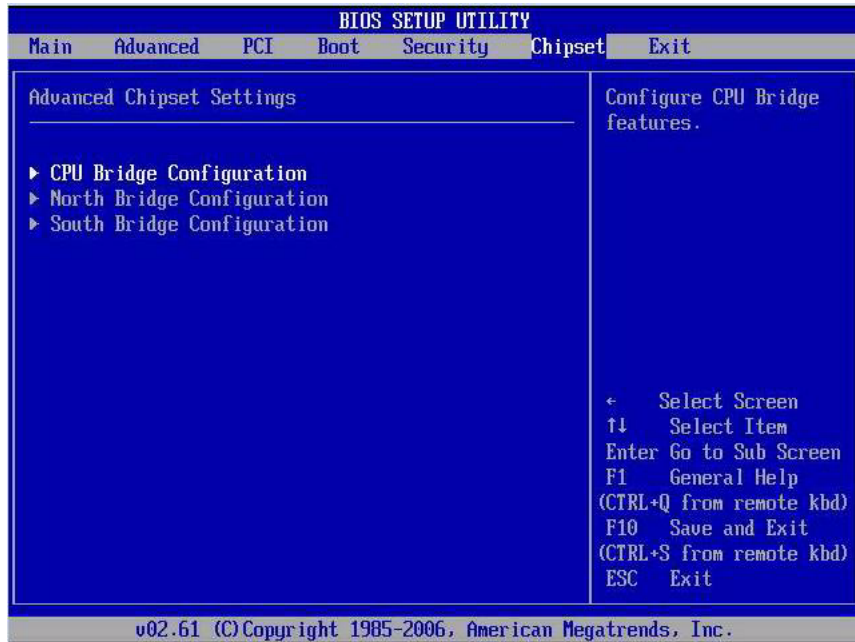 BIOS SETUP UTILITY
Main Advanced PCI Boot Security Chipset Exit
Advanced Chipset Settings
▶ CPU Bridge Configuration
▶ North Bridge Configuration
▶ South Bridge Configuration
Configure CPU Bridge
features.
← Select Screen
↑↓ Select Item
Enter Go to Sub Screen
F1 General Help
(CTRL+Q from remote kbd)
F10 Save and Exit
(CTRL+S from remote kbd)
ESC Exit
v02.61 (C)Copyright 1985-2006, American Megatrends, Inc.